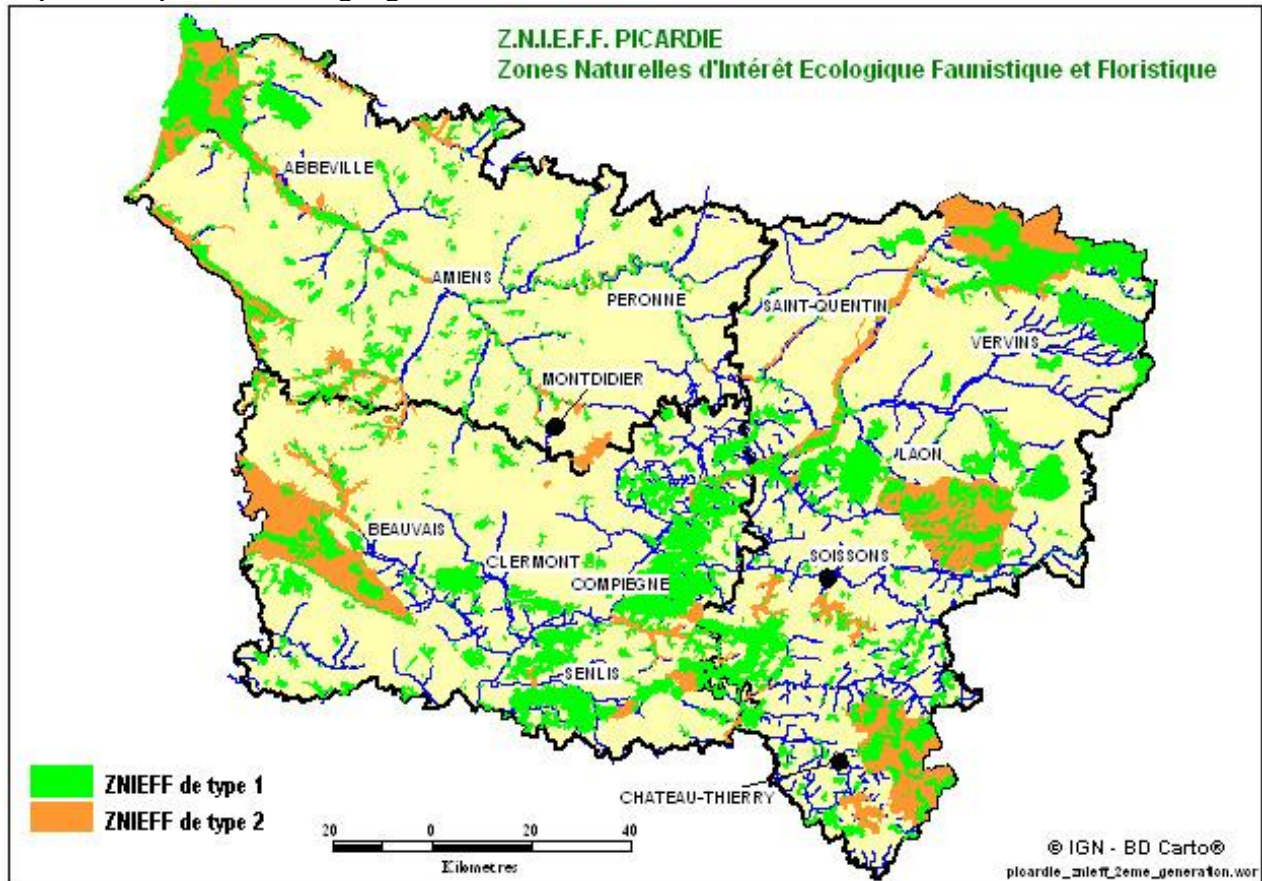 Z.N.I.E.F.F. PICARDIE
Zones Naturelles d'Intérêt Ecologique Faunistique et Floristique
ABBEVILLE
AMIENS
PERONNE
SAINT-QUENTIN
VERVINS
MONTDIDIER
LAON
BEAUVAIS
CLERMONT
SOISSONS
COMPIEGNE
SENLIS
ZNIEFF de type 1
ZNIEFF de type 2
CHATEAU-THIERRY
20 0 20 40
Kilometres
© IGN - BD Carto®
picardie_znieff_2eme_generation.wor